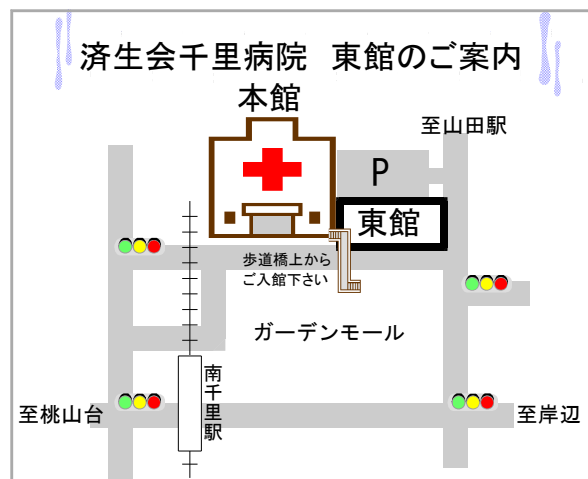 済生会千里病院 東館のご案内
本館
至山田駅
P
東館
歩道橋上から
ご入館下さい
ガーデンモール
南千里駅
至桃山台
至岸辺